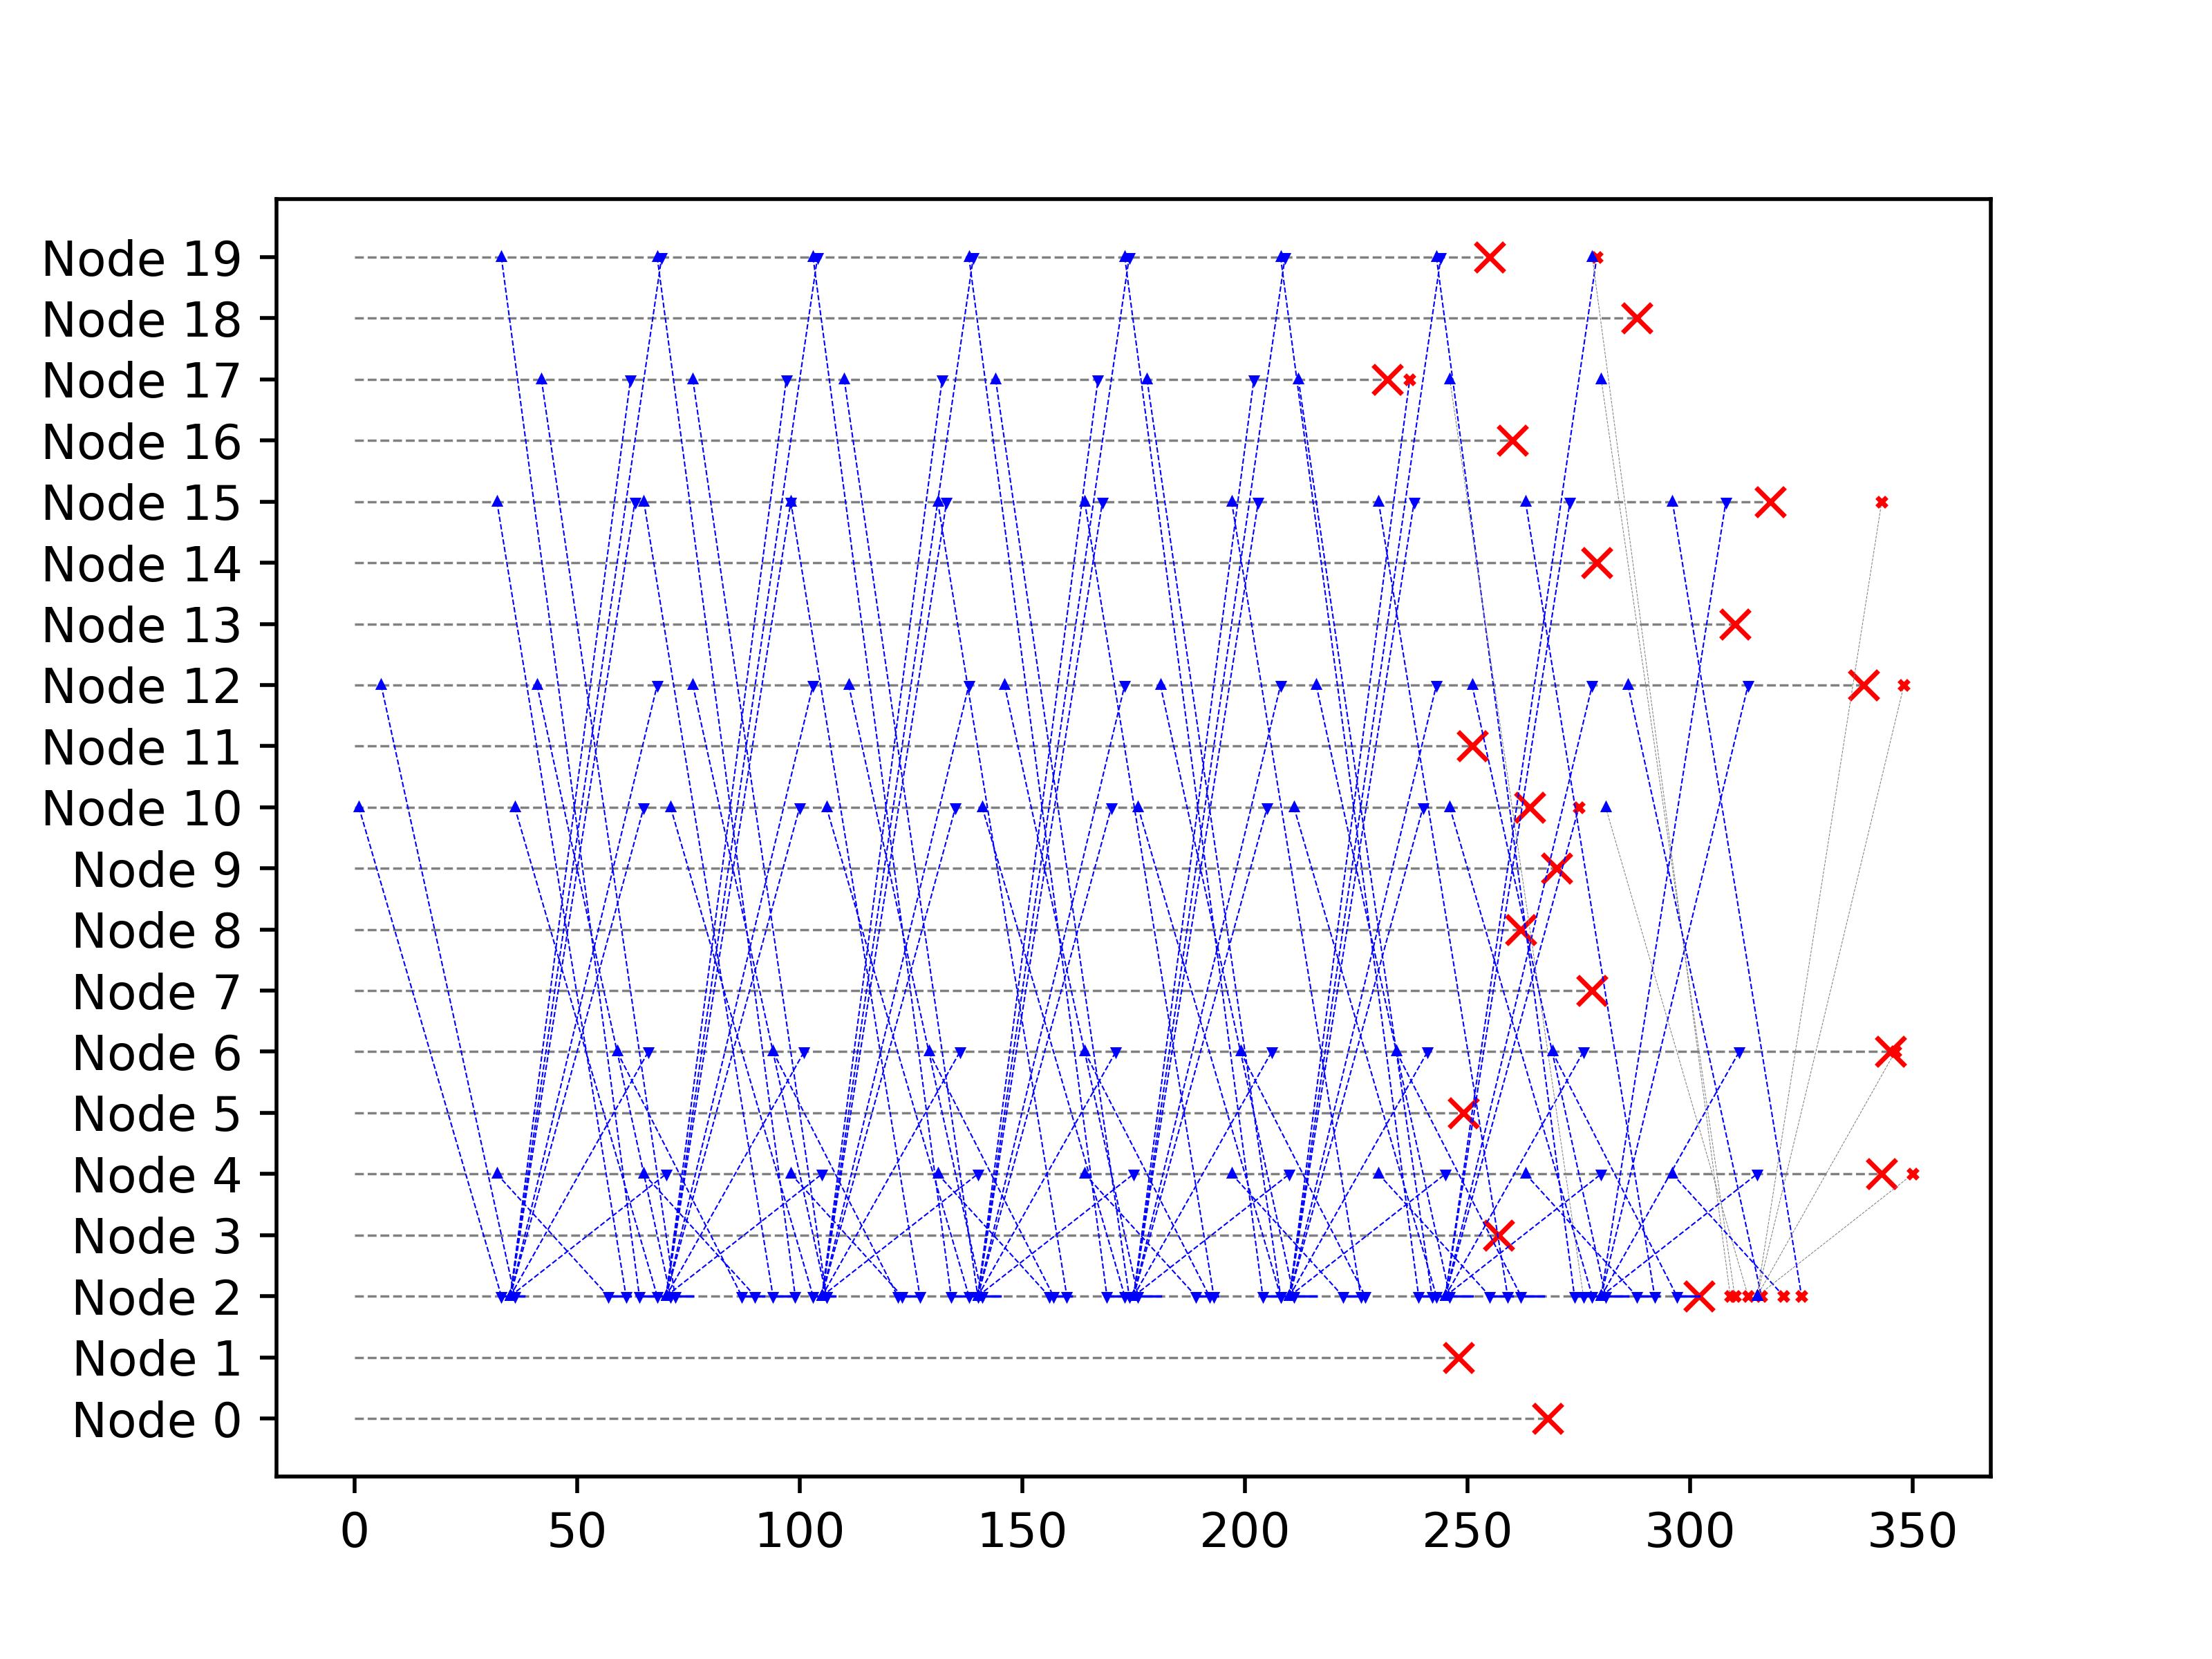 Node 19
Node 18
Node 17
Node 16
Node 15
Node 14
Node 13
Node 12
Node 11
Node 10
Node 9
Node 8
Node 7
Node 6
Node 5
Node 4
Node 3
Node 2
Node 1
Node 0
0 50 100 150 200 250 300 350